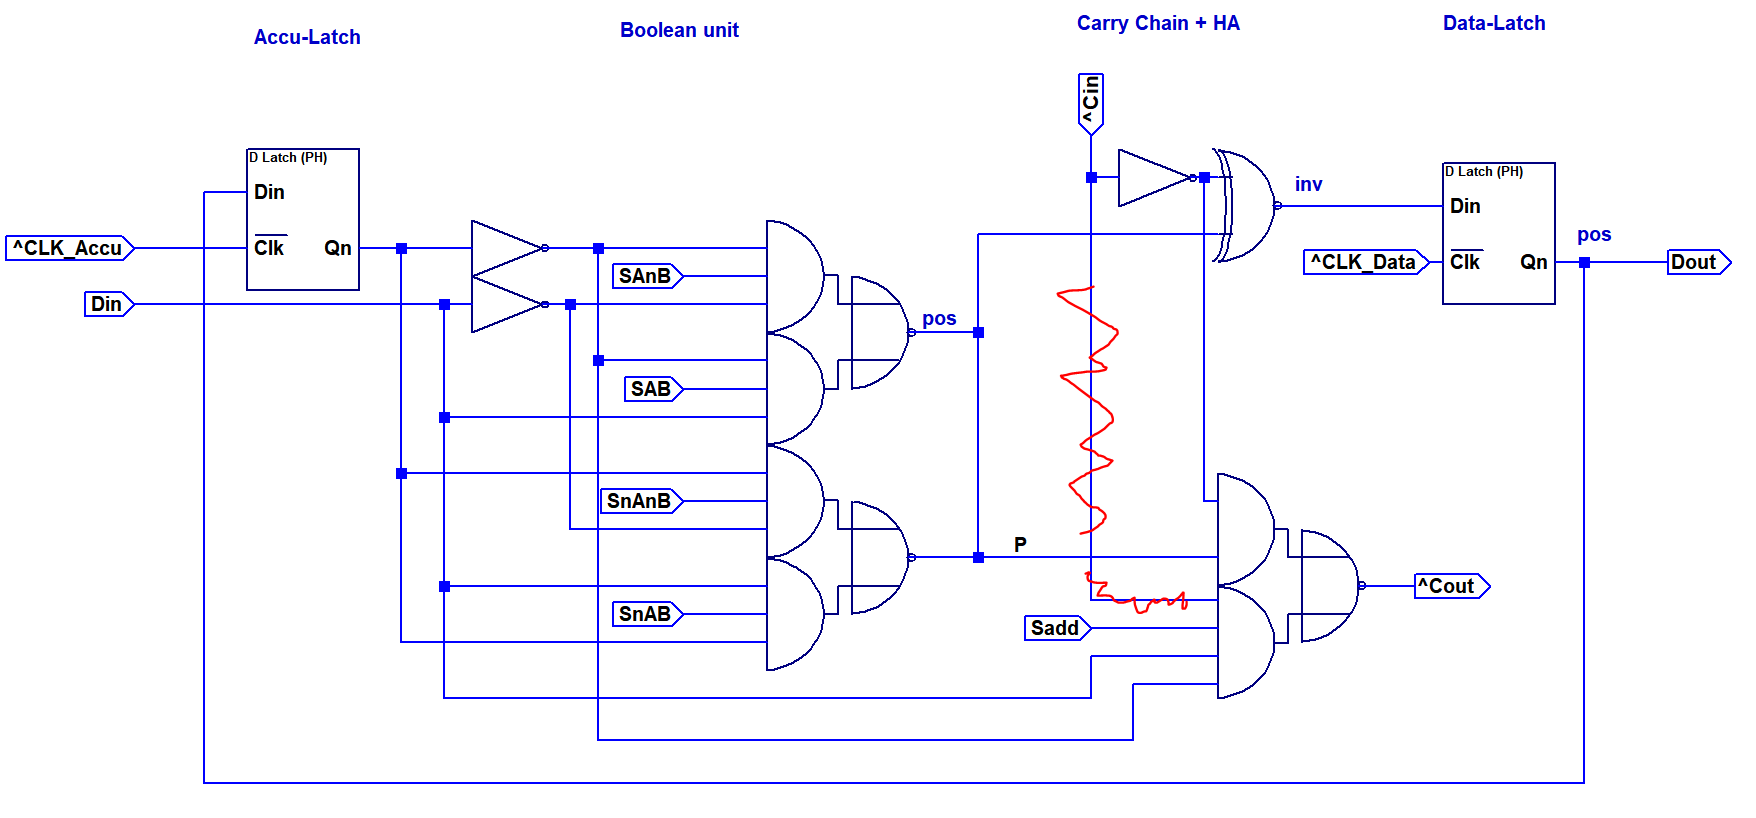 Accu-Latch
Boolean unit
Carry Chain + HA
Data-Latch
^Cin
D Latch (PH)
Din
Clk
Qn
^CLK_Accu
Din
SAnB
SAB
SnAnB
SnAB
pos
P
Sadd
inv
D Latch (PH)
Din
Clk
Qn
^CLK_Data
pos
Dout
^Cout